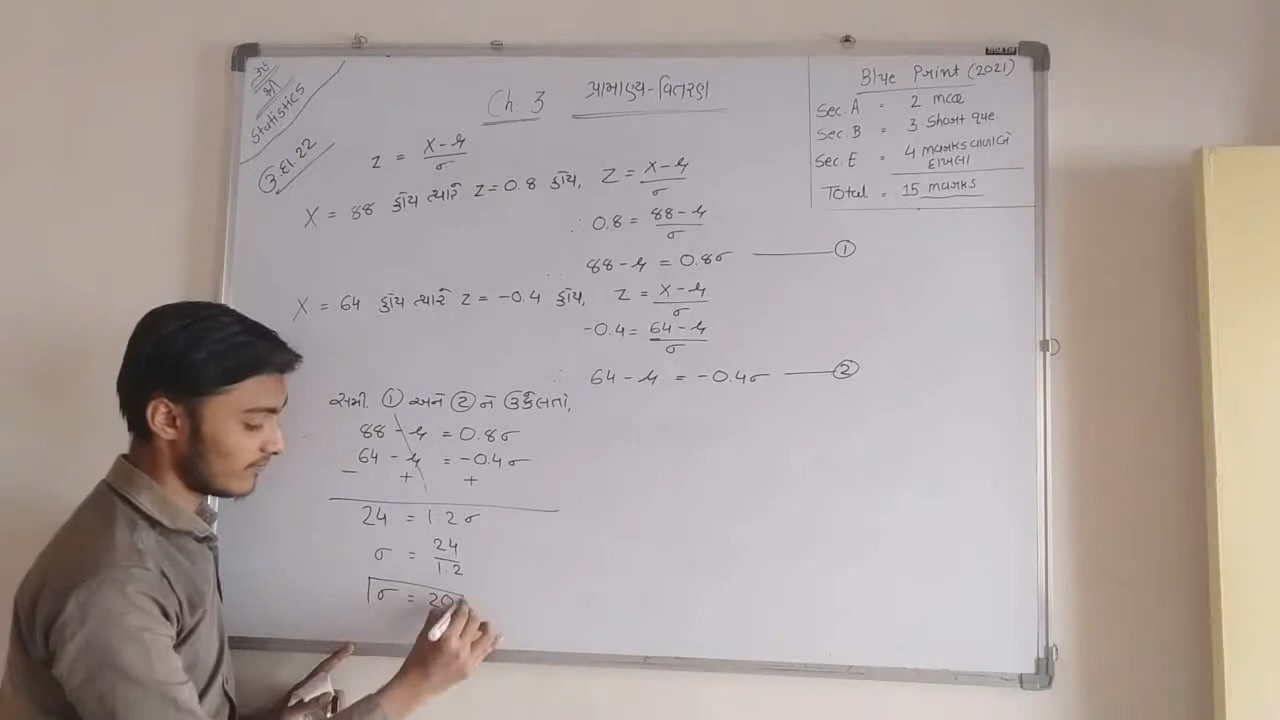 Statistics
Ch. 3 પ્રામાણ્ય-વિતરણ
ઉ.દા. 22
Z = X-μ / σ
X = 88 હોય ત્યારે Z = 0.8 હોય, Z = X-μ / σ
∴ 0.8 = 88-μ / σ
∴ 88-μ = 0.8σ ——— ①
X = 64 હોય ત્યારે Z = -0.4 હોય, Z = X-μ / σ
-0.4 = 64-μ / σ
∴ 64-μ = -0.4σ ——— ②
સમી. ① અને ② ને ઉકેલતાં,
88 - μ = 0.8σ
64 - μ = -0.4σ
- + +
24 = 1.2σ
σ = 24 / 1.2
σ = 20
Blue Print (2021)
Sec. A = 2 mcq
Sec. B = 3 Short que.
Sec. E = 4 marks વાળા
દાખલા
Total = 15 marks
TITLE TIP